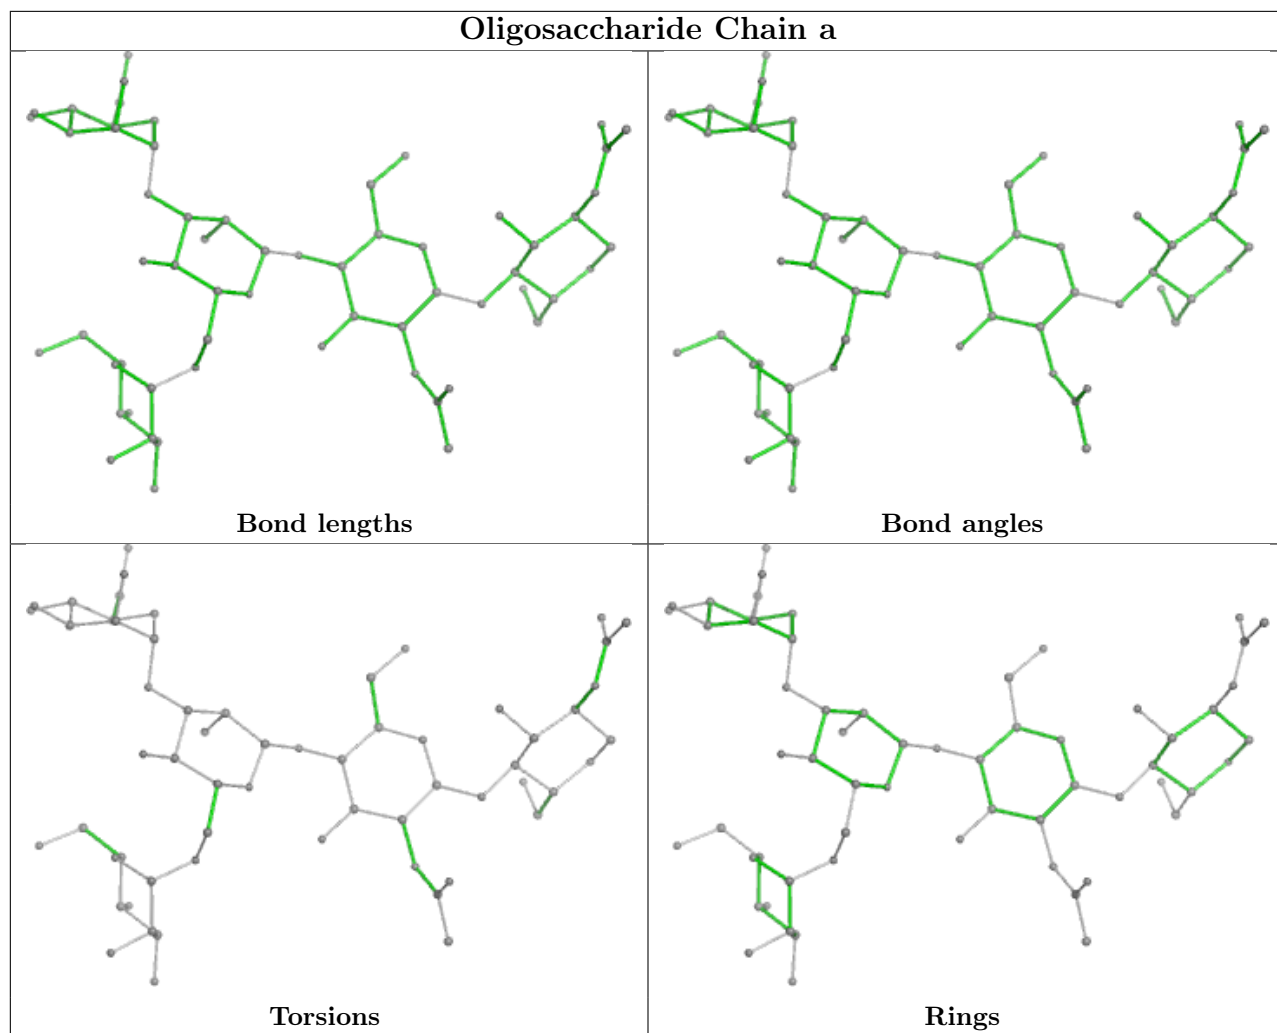 Oligosaccharide Chain a
Bond lengths
Bond angles
Torsions
Rings